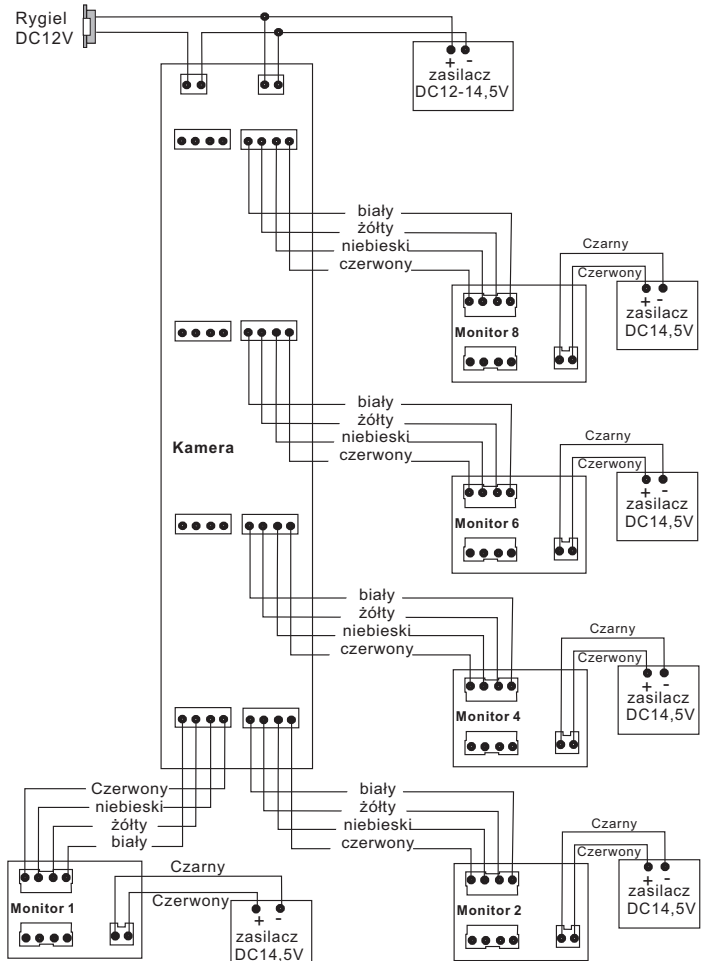 Rygiel
DC12V
+ -
zasilacz
DC12-14,5V
biały
żółty
niebieski
czerwony
Czarny
Czerwony
+ -
zasilacz
DC14,5V
Monitor 8
Kamera
biały
żółty
niebieski
czerwony
Czarny
Czerwony
+ -
zasilacz
DC14,5V
Monitor 6
biały
żółty
niebieski
czerwony
Czarny
Czerwony
+ -
zasilacz
DC14,5V
Monitor 4
Czerwony
niebieski
żółty
biały
Monitor 1
Czarny
Czerwony
+ -
zasilacz
DC14,5V
biały
żółty
niebieski
czerwony
Czarny
Czerwony
+ -
zasilacz
DC14,5V
Monitor 2